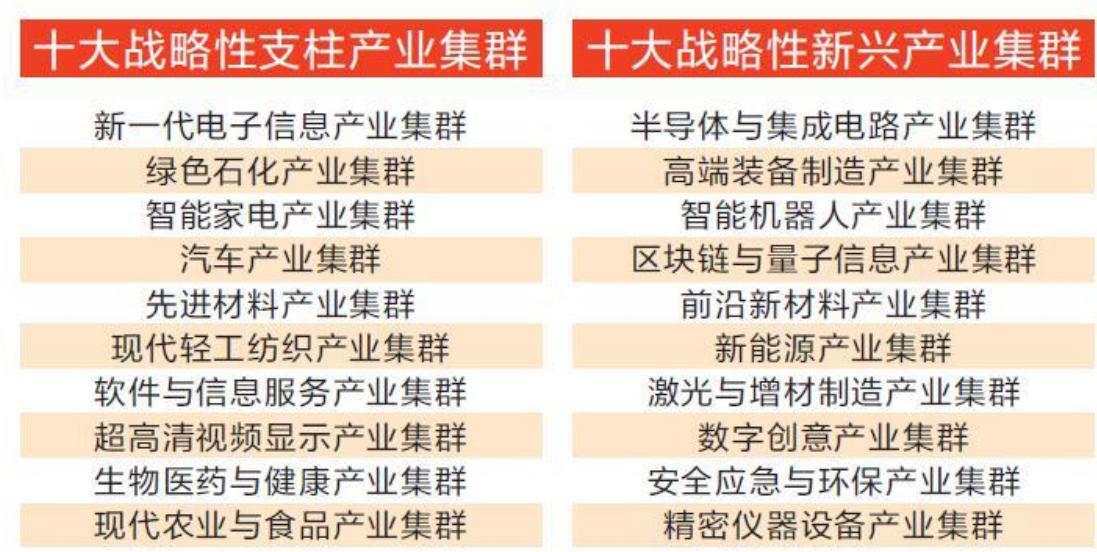 十大战略性支柱产业集群
新一代电子信息产业集群
绿色石化产业集群
智能家电产业集群
汽车产业集群
先进材料产业集群
现代轻工纺织产业集群
软件与信息服务产业集群
超高清视频显示产业集群
生物医药与健康产业集群
现代农业与食品产业集群
十大战略性新兴产业集群
半导体与集成电路产业集群
高端装备制造产业集群
智能机器人产业集群
区块链与量子信息产业集群
前沿新材料产业集群
新能源产业集群
激光与增材制造产业集群
数字创意产业集群
安全应急与环保产业集群
精密仪器设备产业集群